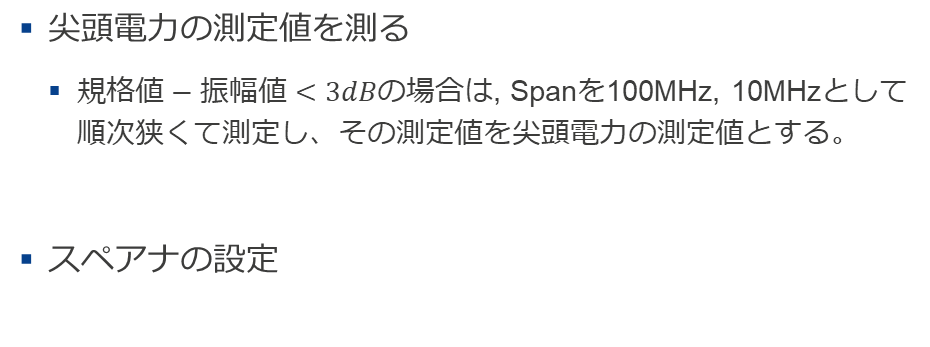 尖頭電力の測定値を測る
規格値 − 振幅値 < 3dBの場合は, Spanを100MHz, 10MHzとして
順次狭くて測定し、その測定値を尖頭電力の測定値とする。
スペアナの設定